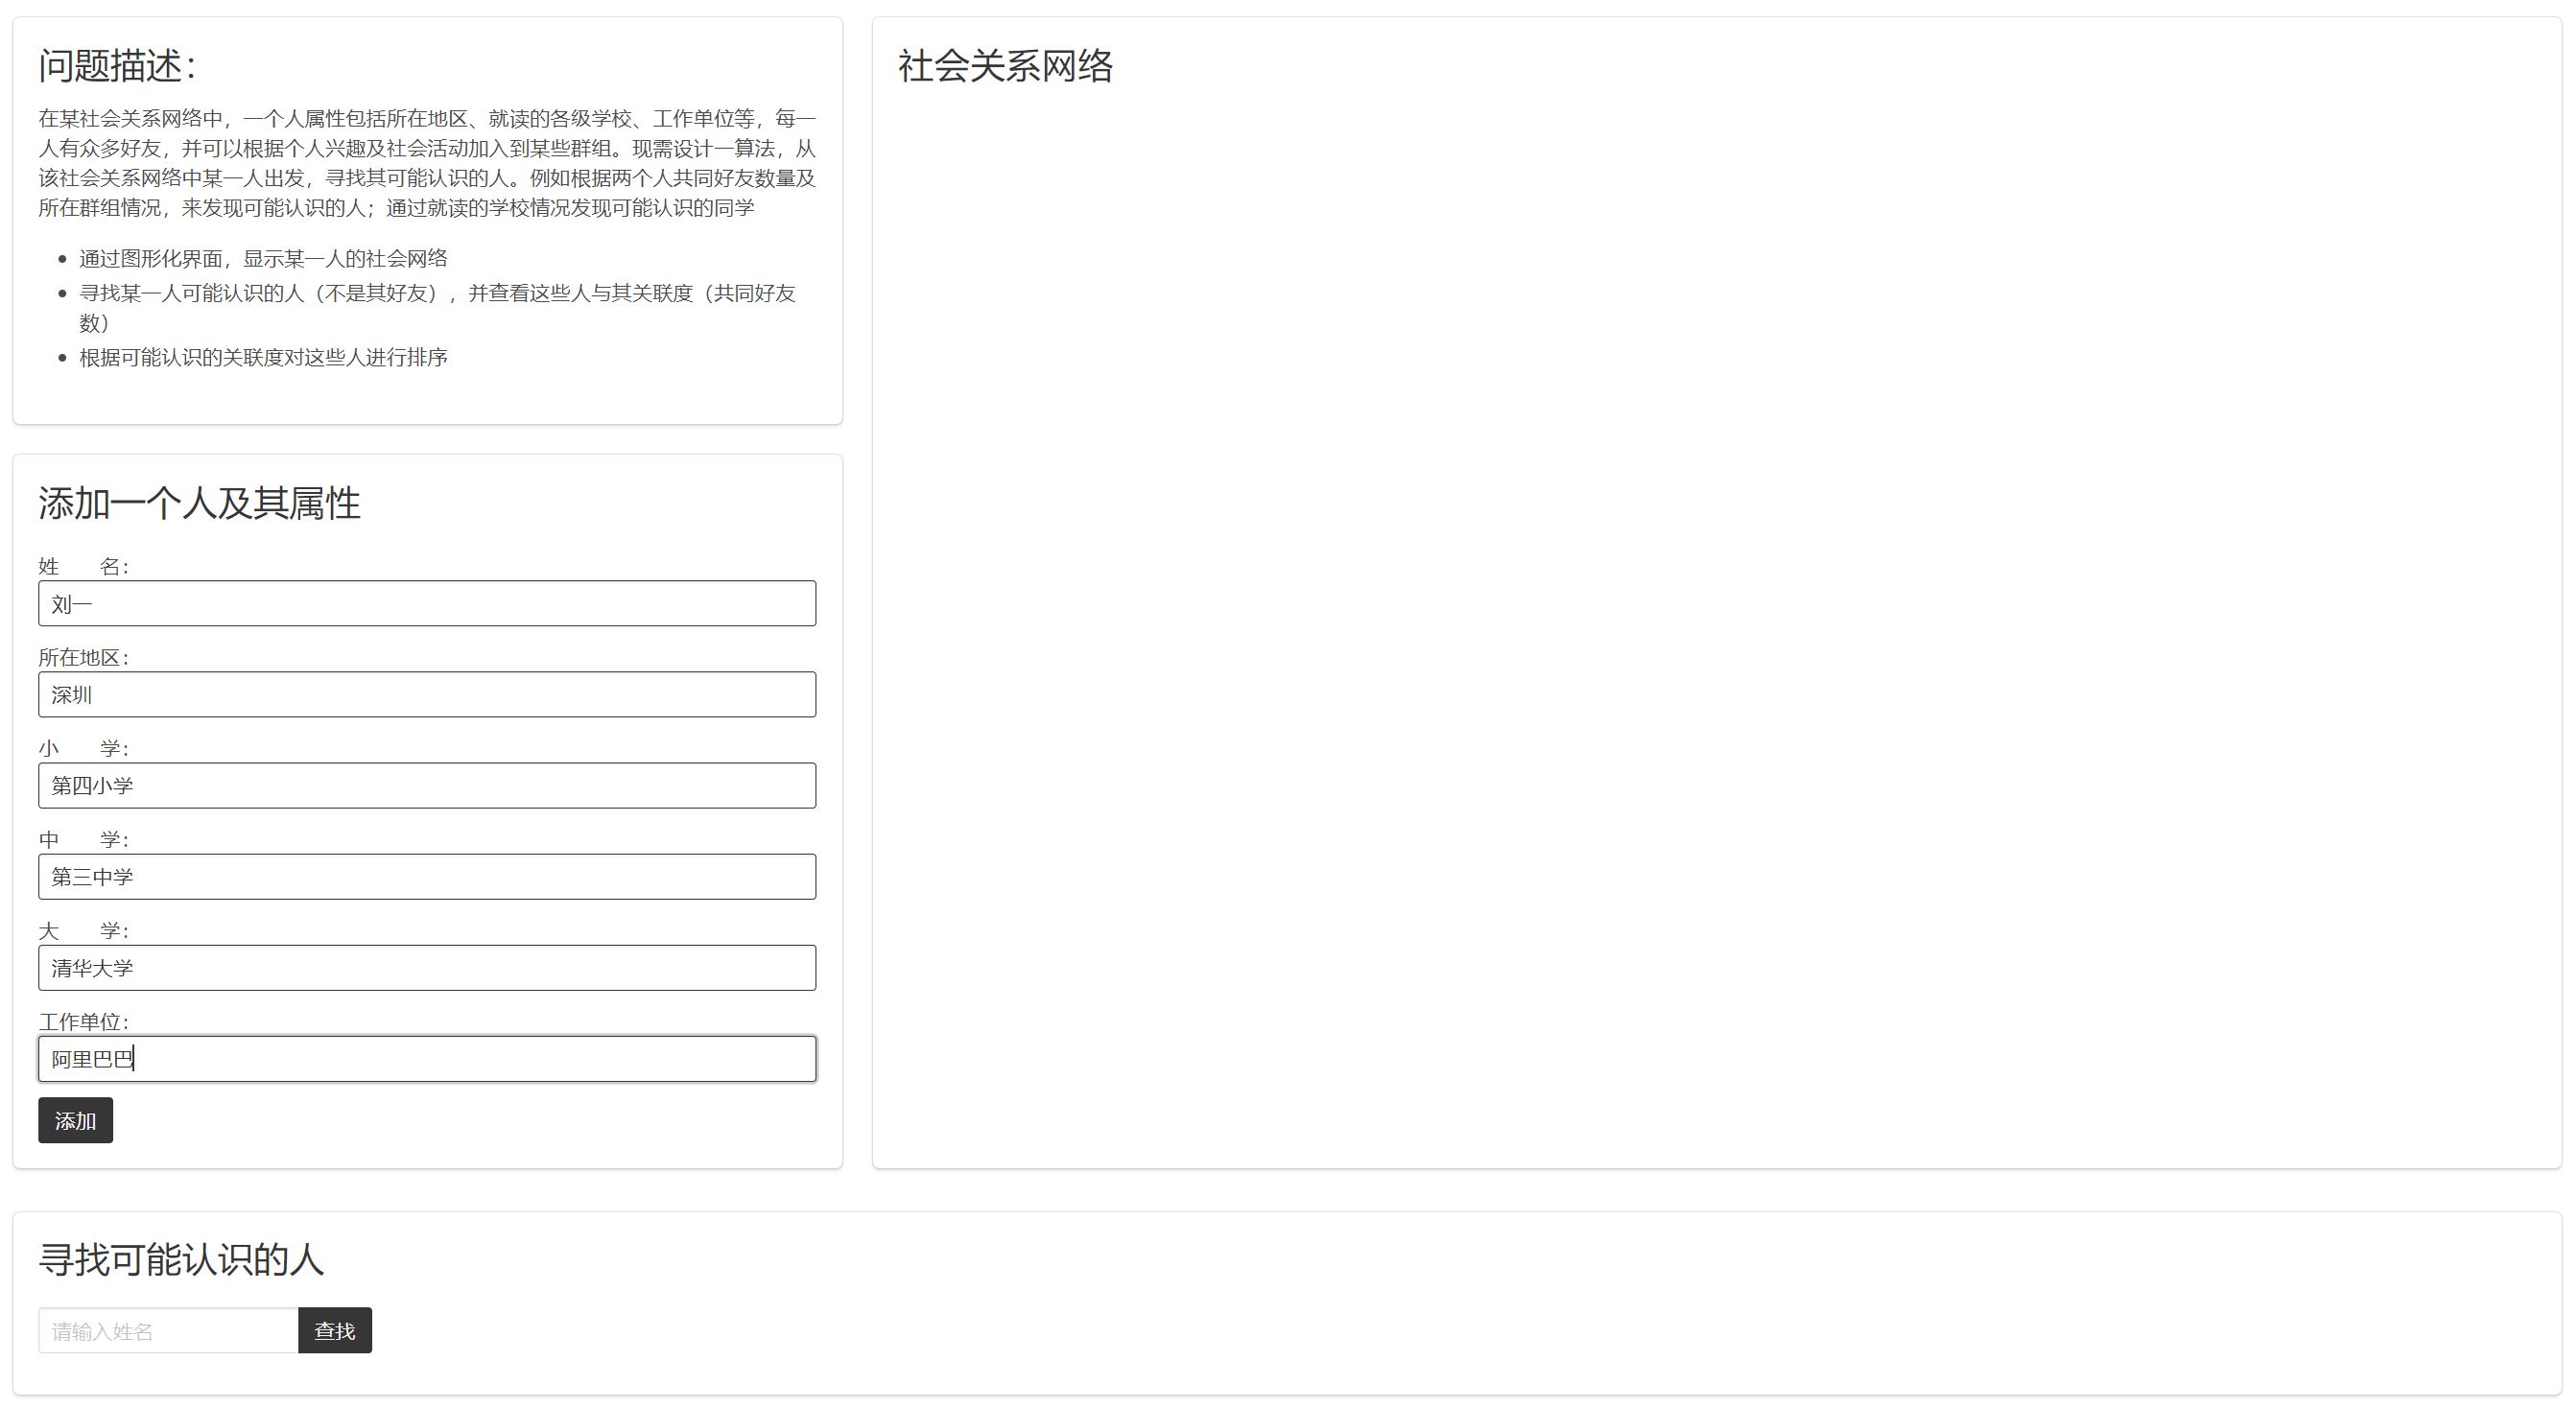 问题描述：
在某社会关系网络中，一个人属性包括所在地区、就读的各级学校、工作单位等，每一
人有众多好友，并可以根据个人兴趣及社会活动加入到某些群组。现需设计一算法，从
该社会关系网络中某一人出发，寻找其可能认识的人。例如根据两个人共同好友数量及
所在群组情况，来发现可能认识的人；通过就读的学校情况发现可能认识的同学
通过图形化界面，显示某一人的社会网络
寻找某一人可能认识的人（不是其好友），并查看这些人与其关联度（共同好友
数）
根据可能认识的关联度对这些人进行排序
添加一个人及其属性
姓　　名：
刘一
所在地区：
深圳
小　　学：
第四小学
中　　学：
第三中学
大　　学：
清华大学
工作单位：
阿里巴巴
添加
社会关系网络
寻找可能认识的人
请输入姓名 查找